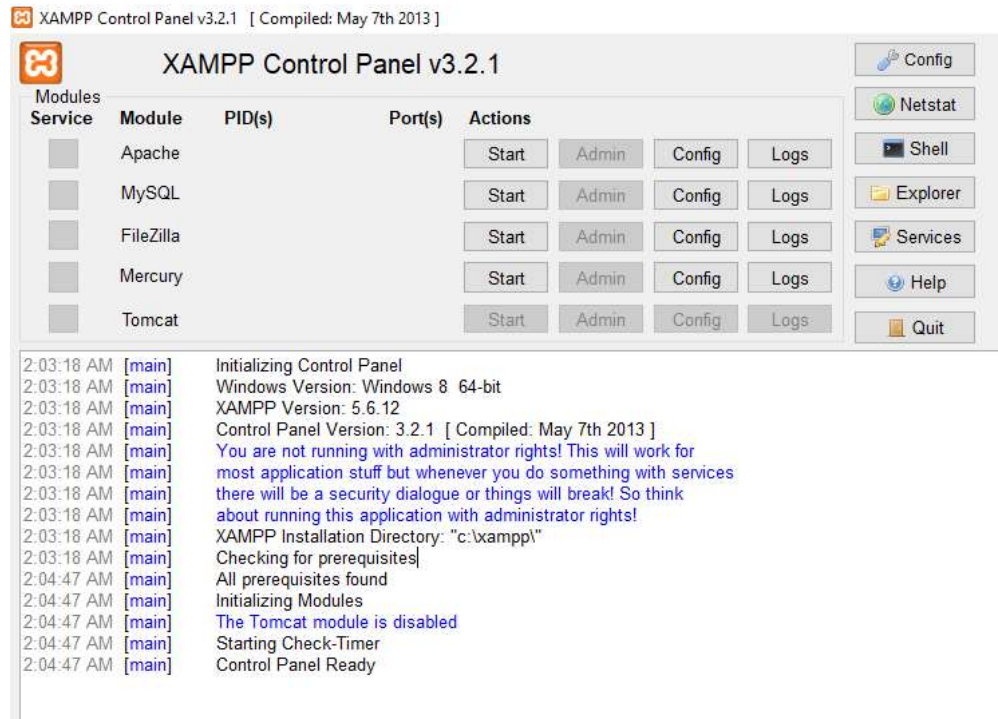 XAMPP Control Panel v3.2.1 [ Compiled: May 7th 2013 ]
XAMPP Control Panel v3.2.1
Config
Modules
Service Module PID(s) Port(s) Actions
Netstat
Apache Start Admin Config Logs
Shell
MySQL Start Admin Config Logs
Explorer
FileZilla Start Admin Config Logs
Services
Mercury Start Admin Config Logs
Help
Tomcat Start Admin Config Logs
Quit
2:03:18 AM [main] Initializing Control Panel
2:03:18 AM [main] Windows Version: Windows 8 64-bit
2:03:18 AM [main] XAMPP Version: 5.6.12
2:03:18 AM [main] Control Panel Version: 3.2.1 [ Compiled: May 7th 2013 ]
2:03:18 AM [main] You are not running with administrator rights! This will work for
2:03:18 AM [main] most application stuff but whenever you do something with services
2:03:18 AM [main] there will be a security dialogue or things will break! So think
2:03:18 AM [main] about running this application with administrator rights!
2:03:18 AM [main] XAMPP Installation Directory: "c:\xampp\"
2:03:18 AM [main] Checking for prerequisites
2:04:47 AM [main] All prerequisites found
2:04:47 AM [main] Initializing Modules
2:04:47 AM [main] The Tomcat module is disabled
2:04:47 AM [main] Starting Check-Timer
2:04:47 AM [main] Control Panel Ready